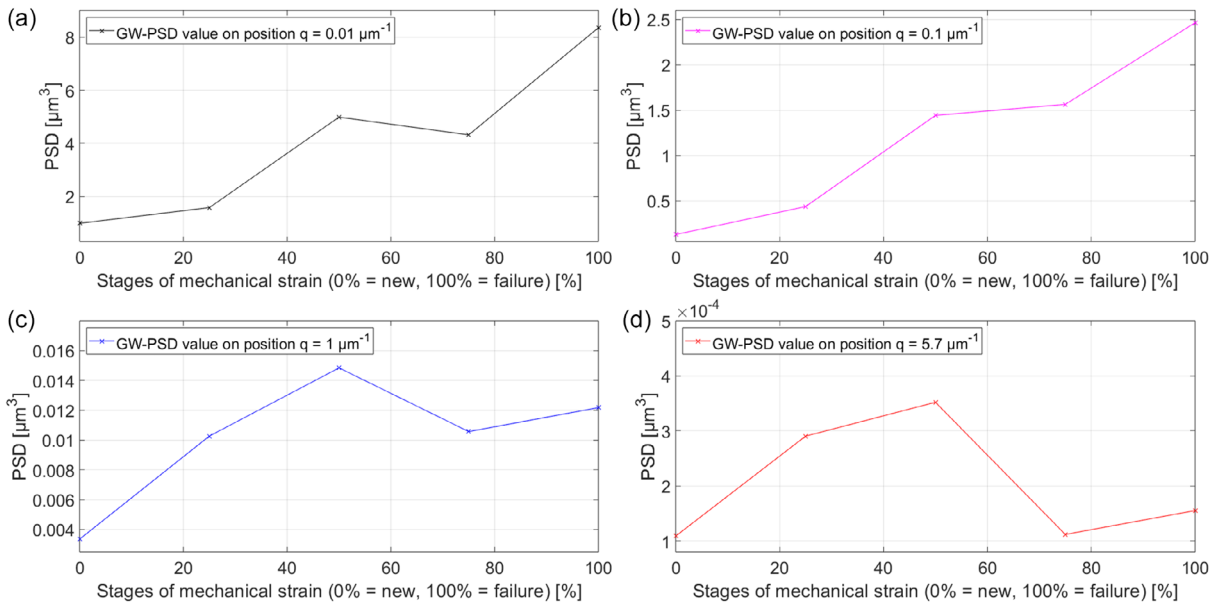 (a)
GW-PSD value on position q = 0.01 µm⁻¹
PSD [µm³]
8
6
4
2
0 20 40 60 80 100
Stages of mechanical strain (0% = new, 100% = failure) [%]
(b)
GW-PSD value on position q = 0.1 µm⁻¹
PSD [µm³]
2.5
2
1.5
1
0.5
0 20 40 60 80 100
Stages of mechanical strain (0% = new, 100% = failure) [%]
(c)
GW-PSD value on position q = 1 µm⁻¹
PSD [µm³]
0.016
0.014
0.012
0.01
0.008
0.006
0.004
0 20 40 60 80 100
Stages of mechanical strain (0% = new, 100% = failure) [%]
(d)
×10⁻⁴
GW-PSD value on position q = 5.7 µm⁻¹
PSD [µm³]
5
4
3
2
1
0 20 40 60 80 100
Stages of mechanical strain (0% = new, 100% = failure) [%]